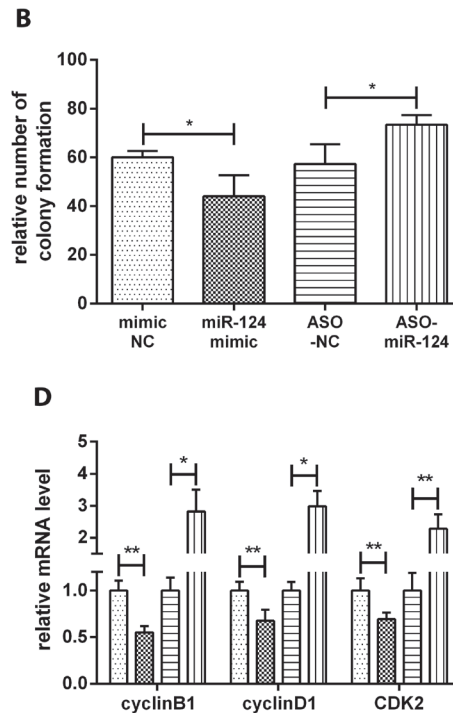 B
relative number of
colony formation
100
80
60
40
20
0
*
*
mimic
NC
miR-124
mimic
ASO
-NC
ASO-
miR-124
D
relative mRNA level
5
4
3
2
1.0
0.5
0.0
**
*
**
*
**
**
cyclinB1
cyclinD1
CDK2